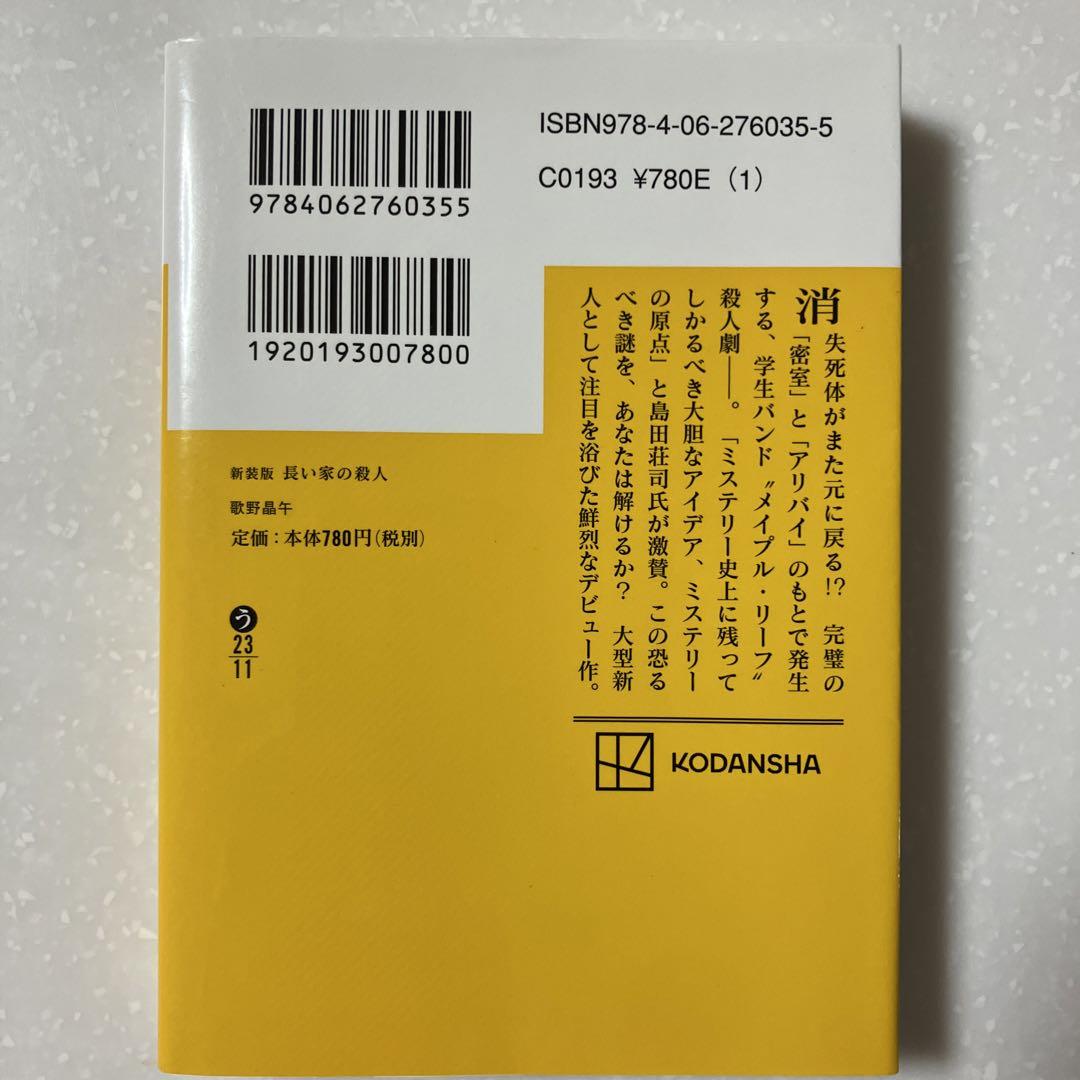 ISBN978-4-06-276035-5
C0193 ¥780E (1)
9784062760355
1920193007800
消失死体がまた元に戻る!? 完璧の
「密室」と「アリバイ」のもとで発生
する、学生バンド〝メイプル・リーフ〟
殺人劇――。「ミステリー史上に残って
しかるべき大胆なアイデア、ミステリー
の原点」と島田荘司氏が激賞。この恐る
べき謎を、あなたは解けるか? 大型新
人として注目を浴びた鮮烈なデビュー作。
新装版 長い家の殺人
歌野晶午
定価:本体780円(税別)
う
23
11
KODANSHA